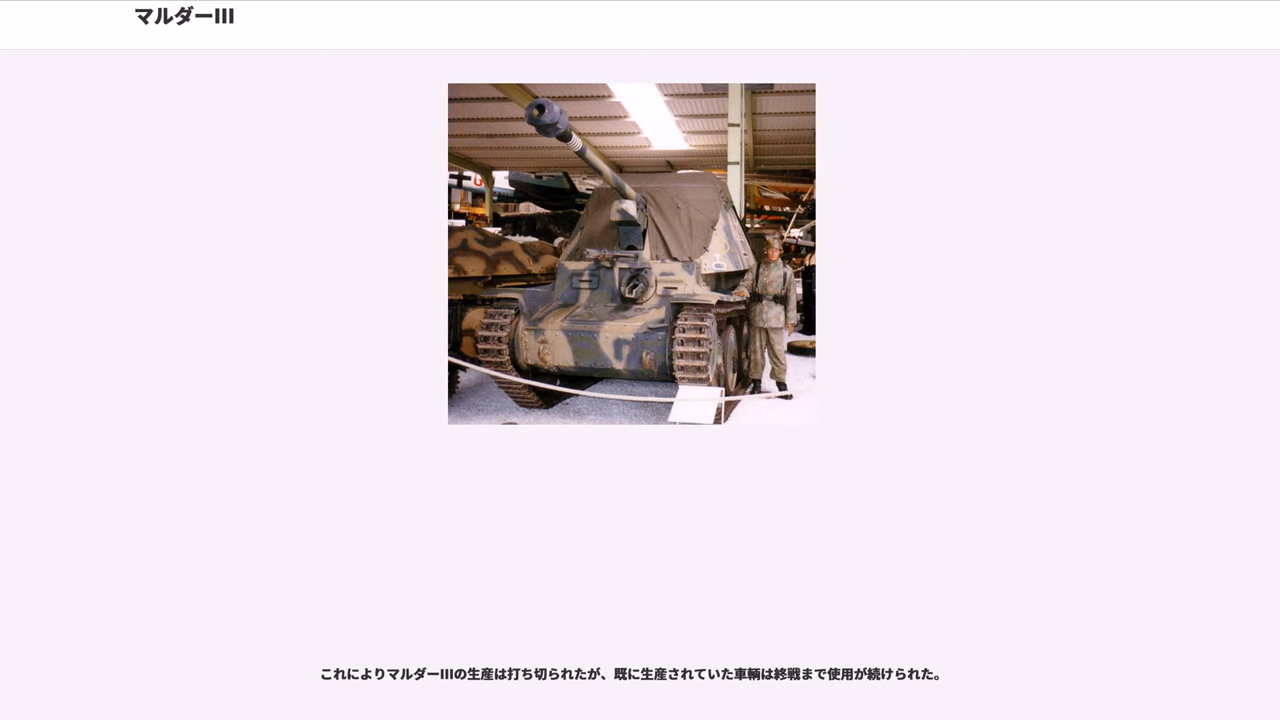 マルダーIII
G
これによりマルダーIIIの生産は打ち切られたが、既に生産されていた車輌は終戦まで使用が続けられた。